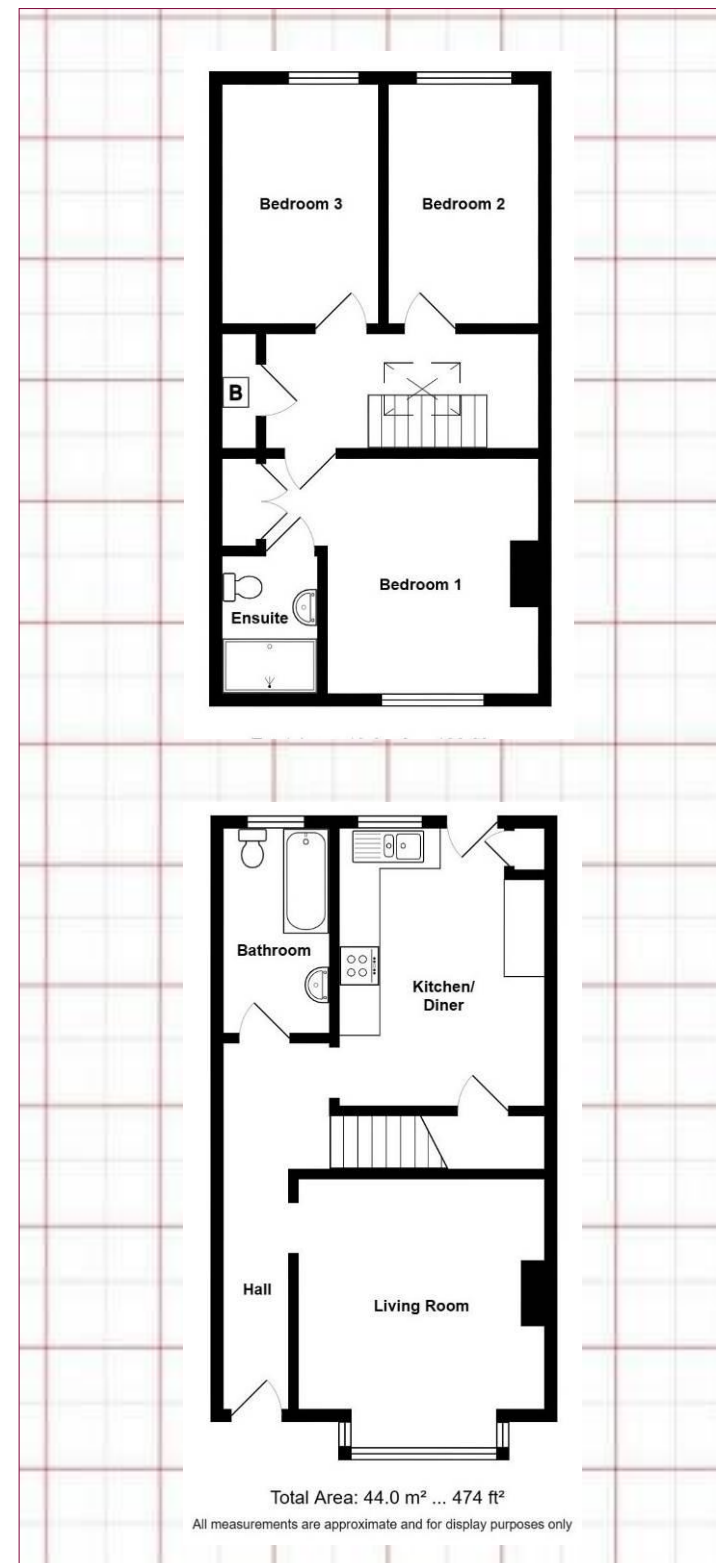 Bedroom 3
Bedroom 2
B
Bedroom 1
Ensuite
Bathroom
Kitchen/
Diner
Hall
Living Room
Total Area: 44.0 m² ... 474 ft²
All measurements are approximate and for display purposes only